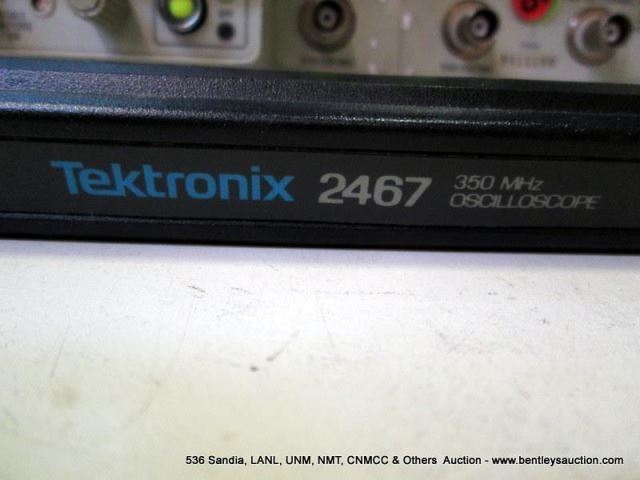 Tektronix 2467 350 MHz
OSCILLOSCOPE
536 Sandia, LANL, UNM, NMT, CNMCC & Others Auction - www.bentleysauction.com